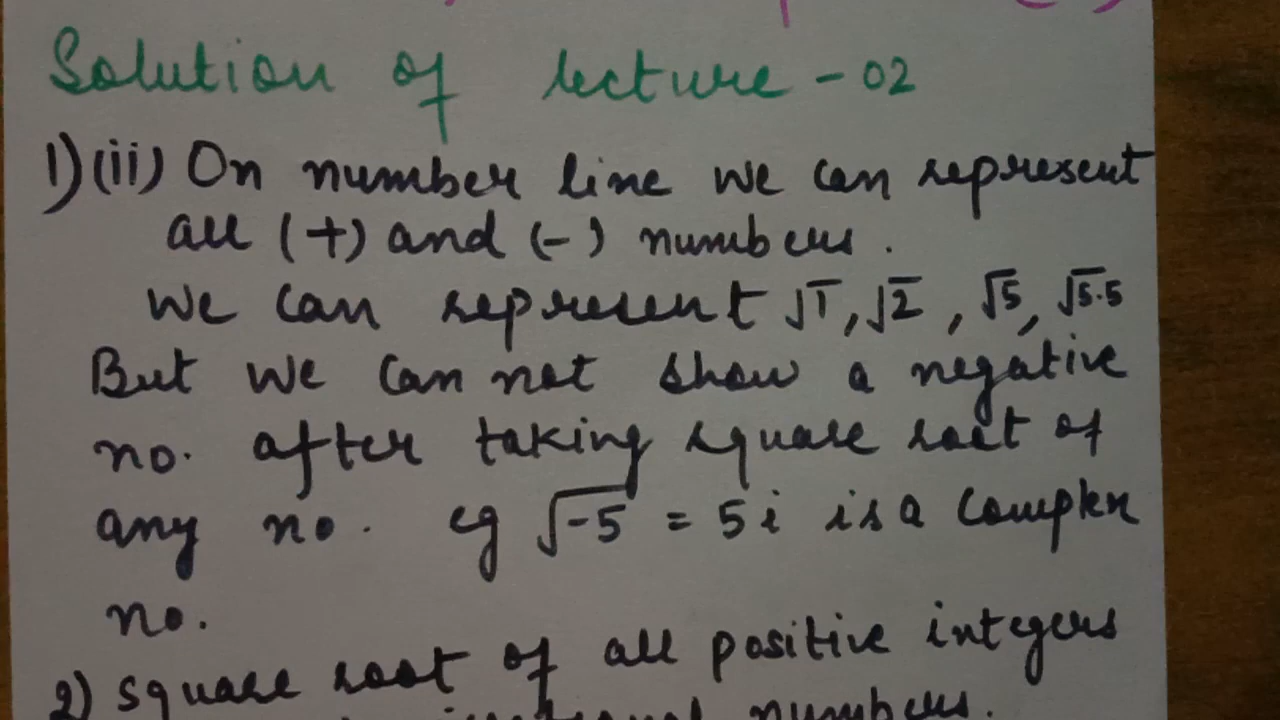 Solution of lecture - 02
1)(ii) On number line we can represent
all (+) and (-) numbers.
We can represent √1, √2, √5, √5.5
But we can not show a negative
no. after taking square root of
any no. eg √-5 = 5i is a complex
no.
2) Square root of all positive integers
numbers.